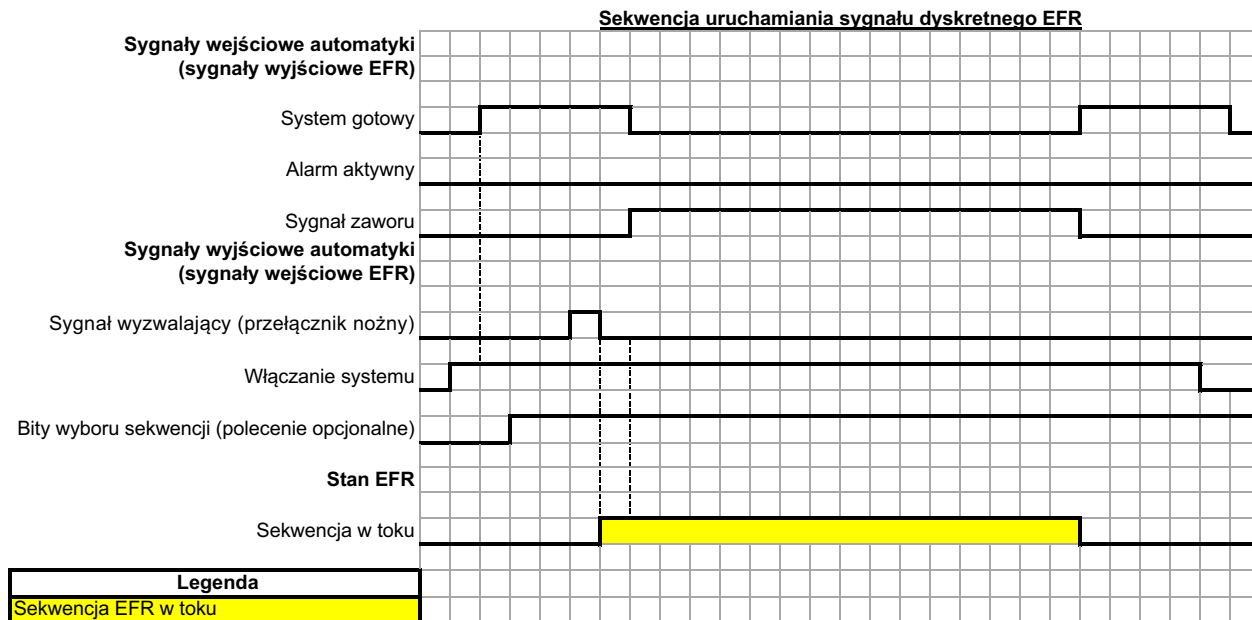 Sekwencja uruchamiania sygnału dyskretnego EFR
Sygnały wejściowe automatyki
(sygnały wyjściowe EFR)
System gotowy
Alarm aktywny
Sygnał zaworu
Sygnały wyjściowe automatyki
(sygnały wejściowe EFR)
Sygnał wyzwalający (przełącznik nożny)
Włączanie systemu
Bity wyboru sekwencji (polecenie opcjonalne)
Stan EFR
Sekwencja w toku
Legenda
Sekwencja EFR w toku